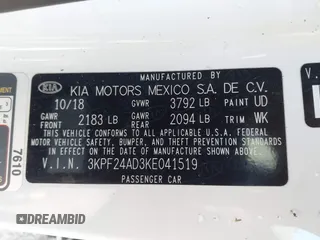 MANUFACTURED BY
KIA KIA MOTORS MEXICO S.A. DE C.V.
10/18 GVWR 3792 LB PAINT UD
GAWR FRONT 2183 LB GAWR REAR 2094 LB TRIM WK
THIS VEHICLE CONFORMS TO ALL APPLICABLE FEDERAL
MOTOR VEHICLE SAFETY, BUMPER, AND THEFT PREVENTION STANDARDS
IN EFFECT ON THE DATE OF MANUFACTURE SHOWN ABOVE.
V.I.N. 3KPF24AD3KE041519
PASSENGER CAR
7610
V.
DREAMBID